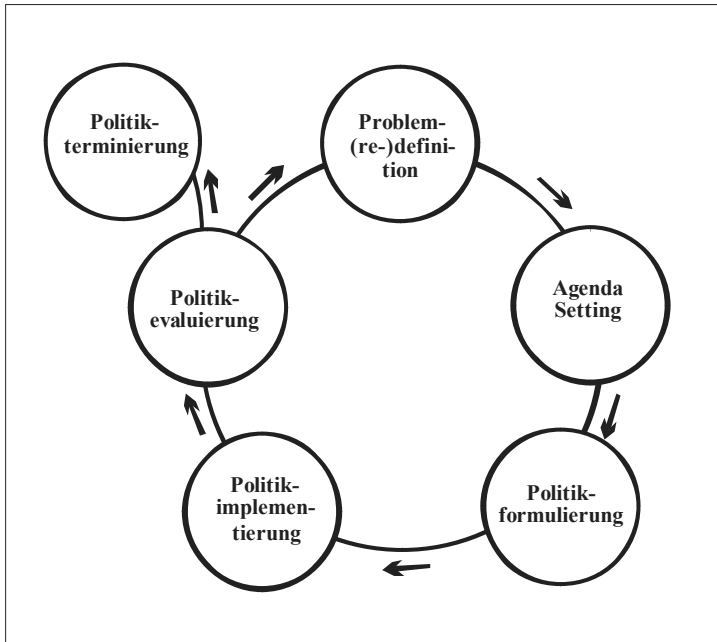 Politik-
terminierung
Problem-
(re-)defini-
tion
Agenda
Setting
Politik-
formulierung
Politik-
implemen-
tierung
Politik-
evaluierung